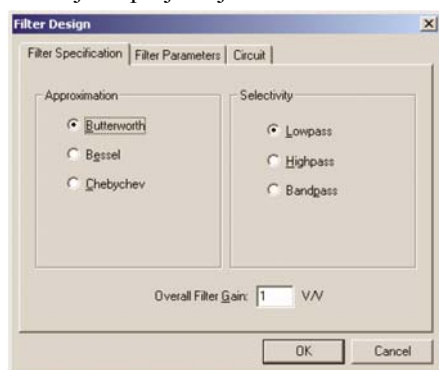 Filter Design
Filter Specification Filter Parameters Circuit
Approximation
Butterworth
Bessel
Chebychev
Selectivity
Lowpass
Highpass
Bandpass
Overall Filter Gain: 1 V/V
OK Cancel